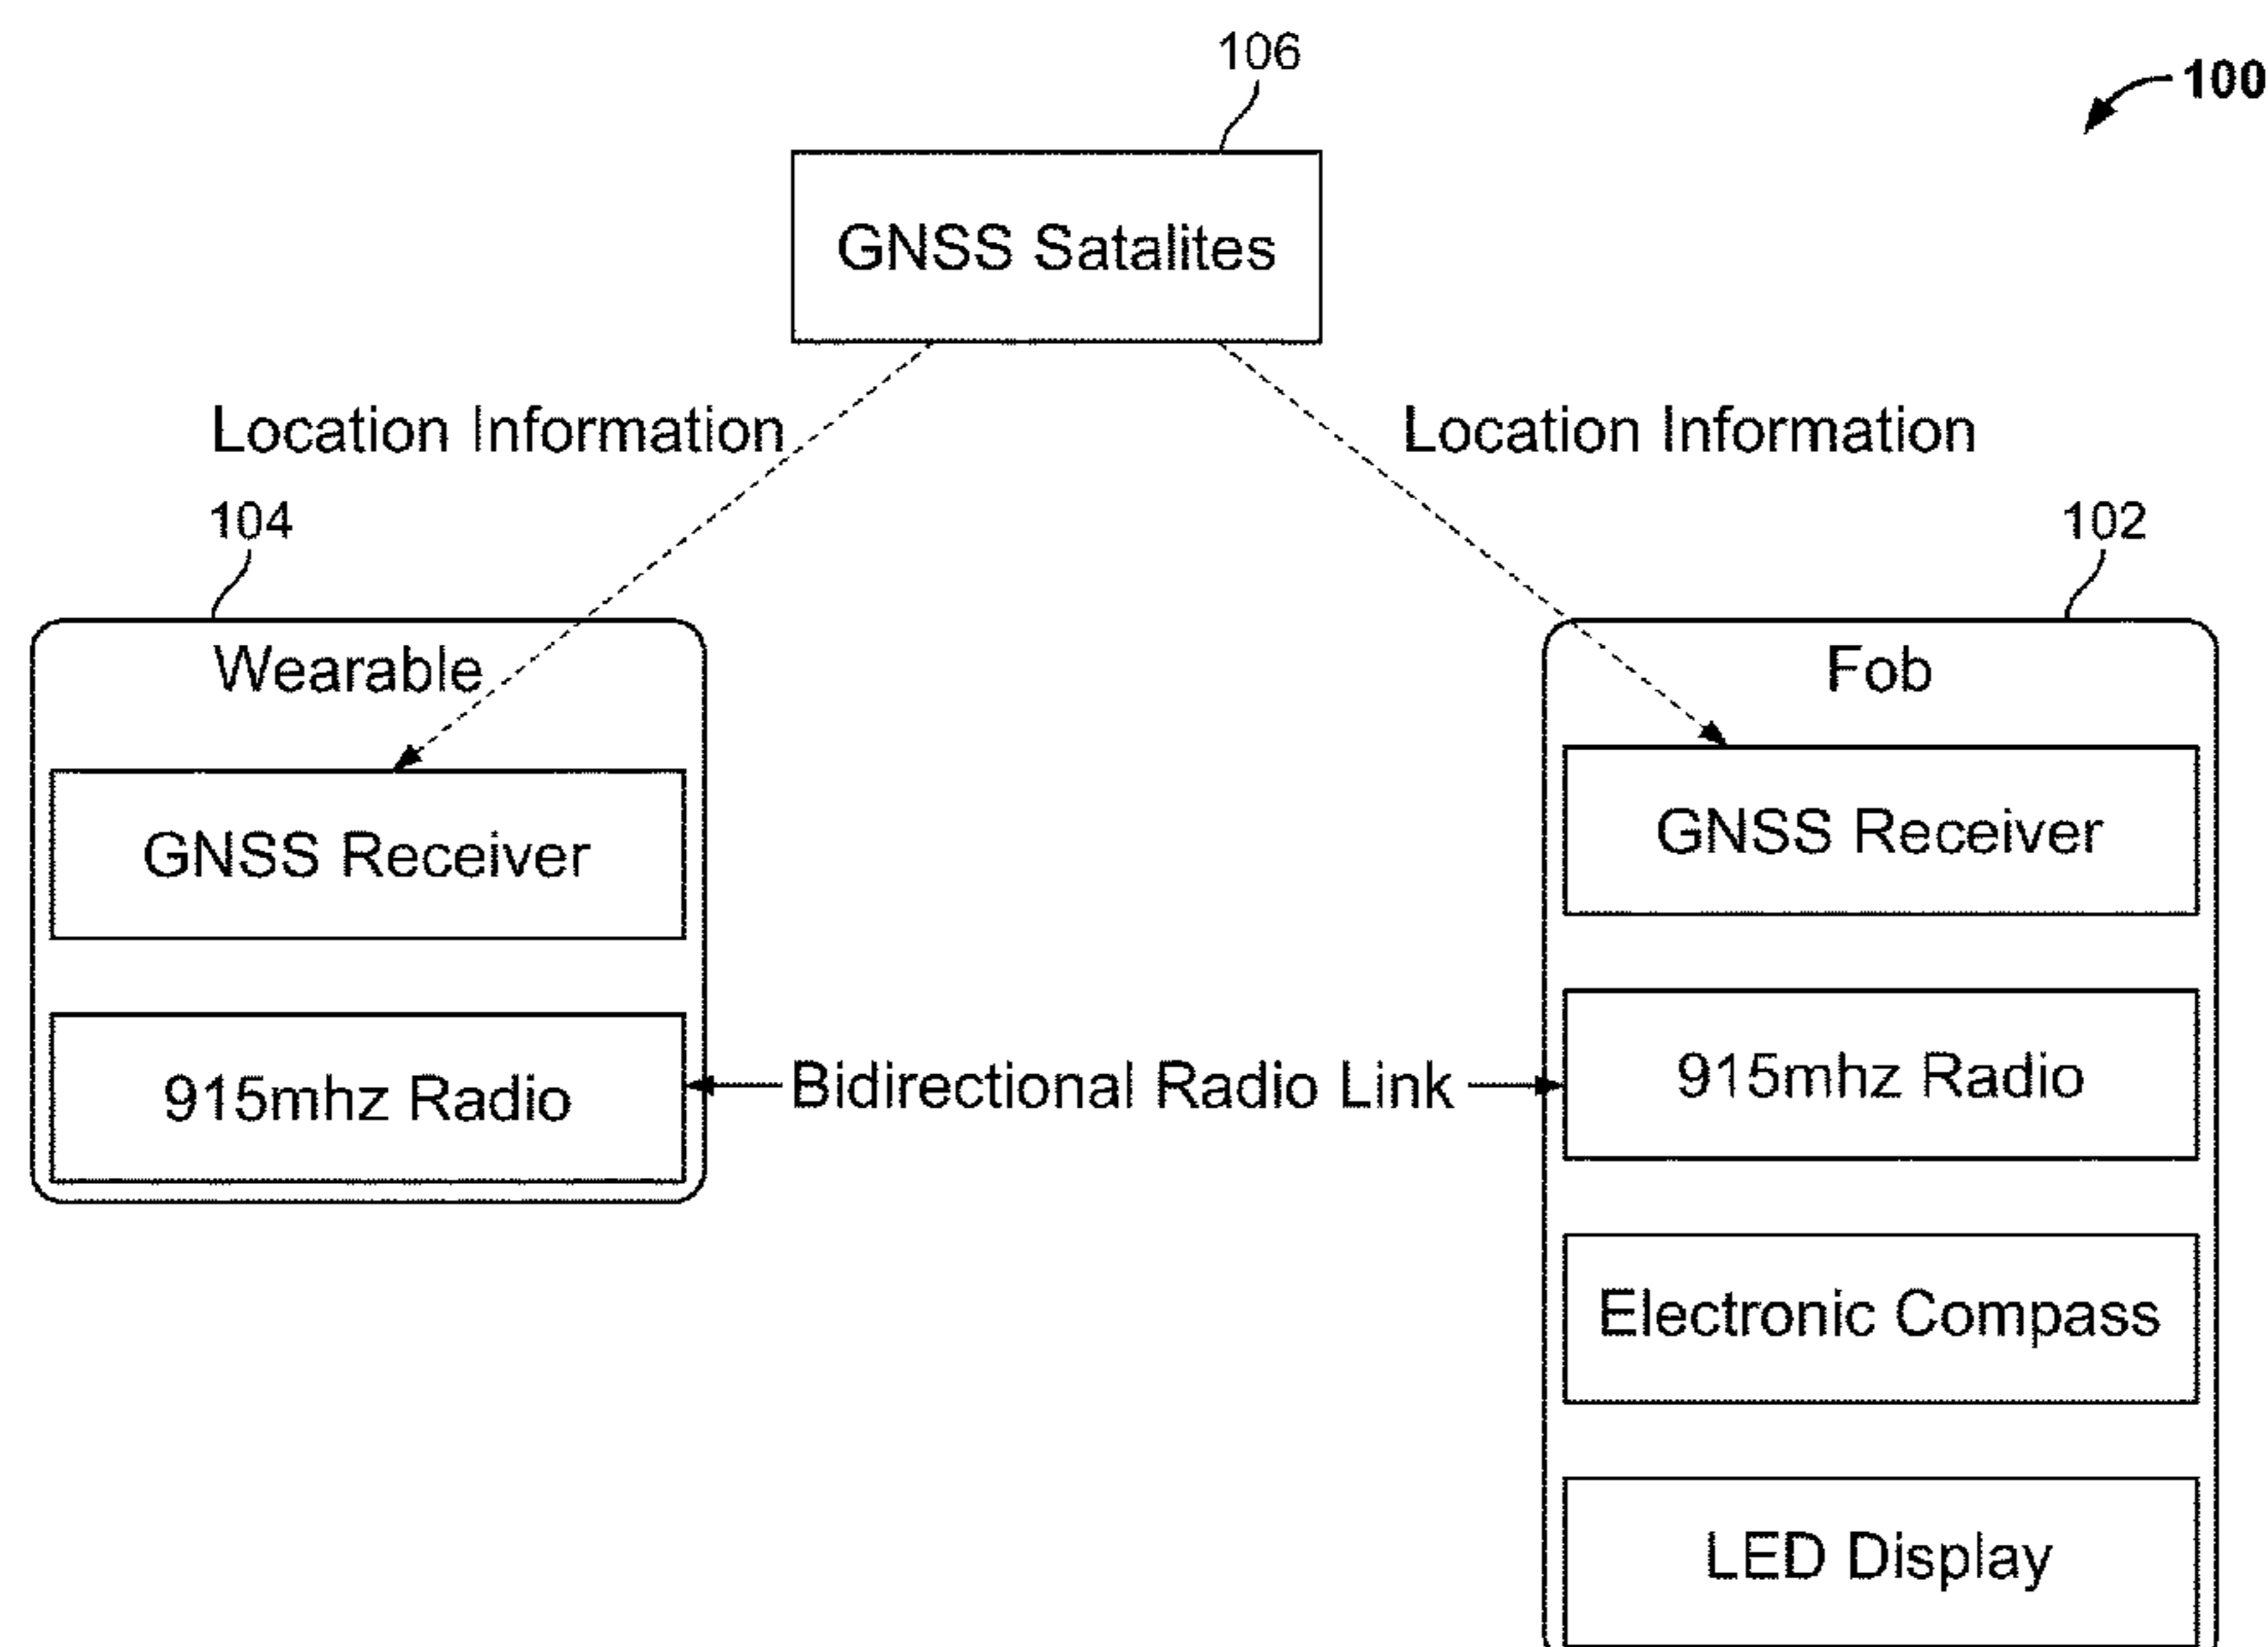 106
100
GNSS Satalites
Location Information
Location Information
104
102
Wearable
Fob
GNSS Receiver
GNSS Receiver
915mhz Radio
Bidirectional Radio Link
915mhz Radio
Electronic Compass
LED Display